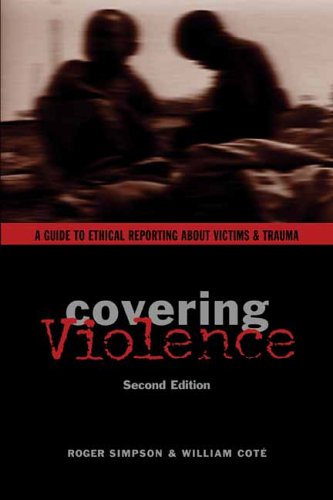 A GUIDE TO ETHICAL REPORTING ABOUT VICTIMS & TRAUMA
covering
Violence
Second Edition
ROGER SIMPSON & WILLIAM COTÉ